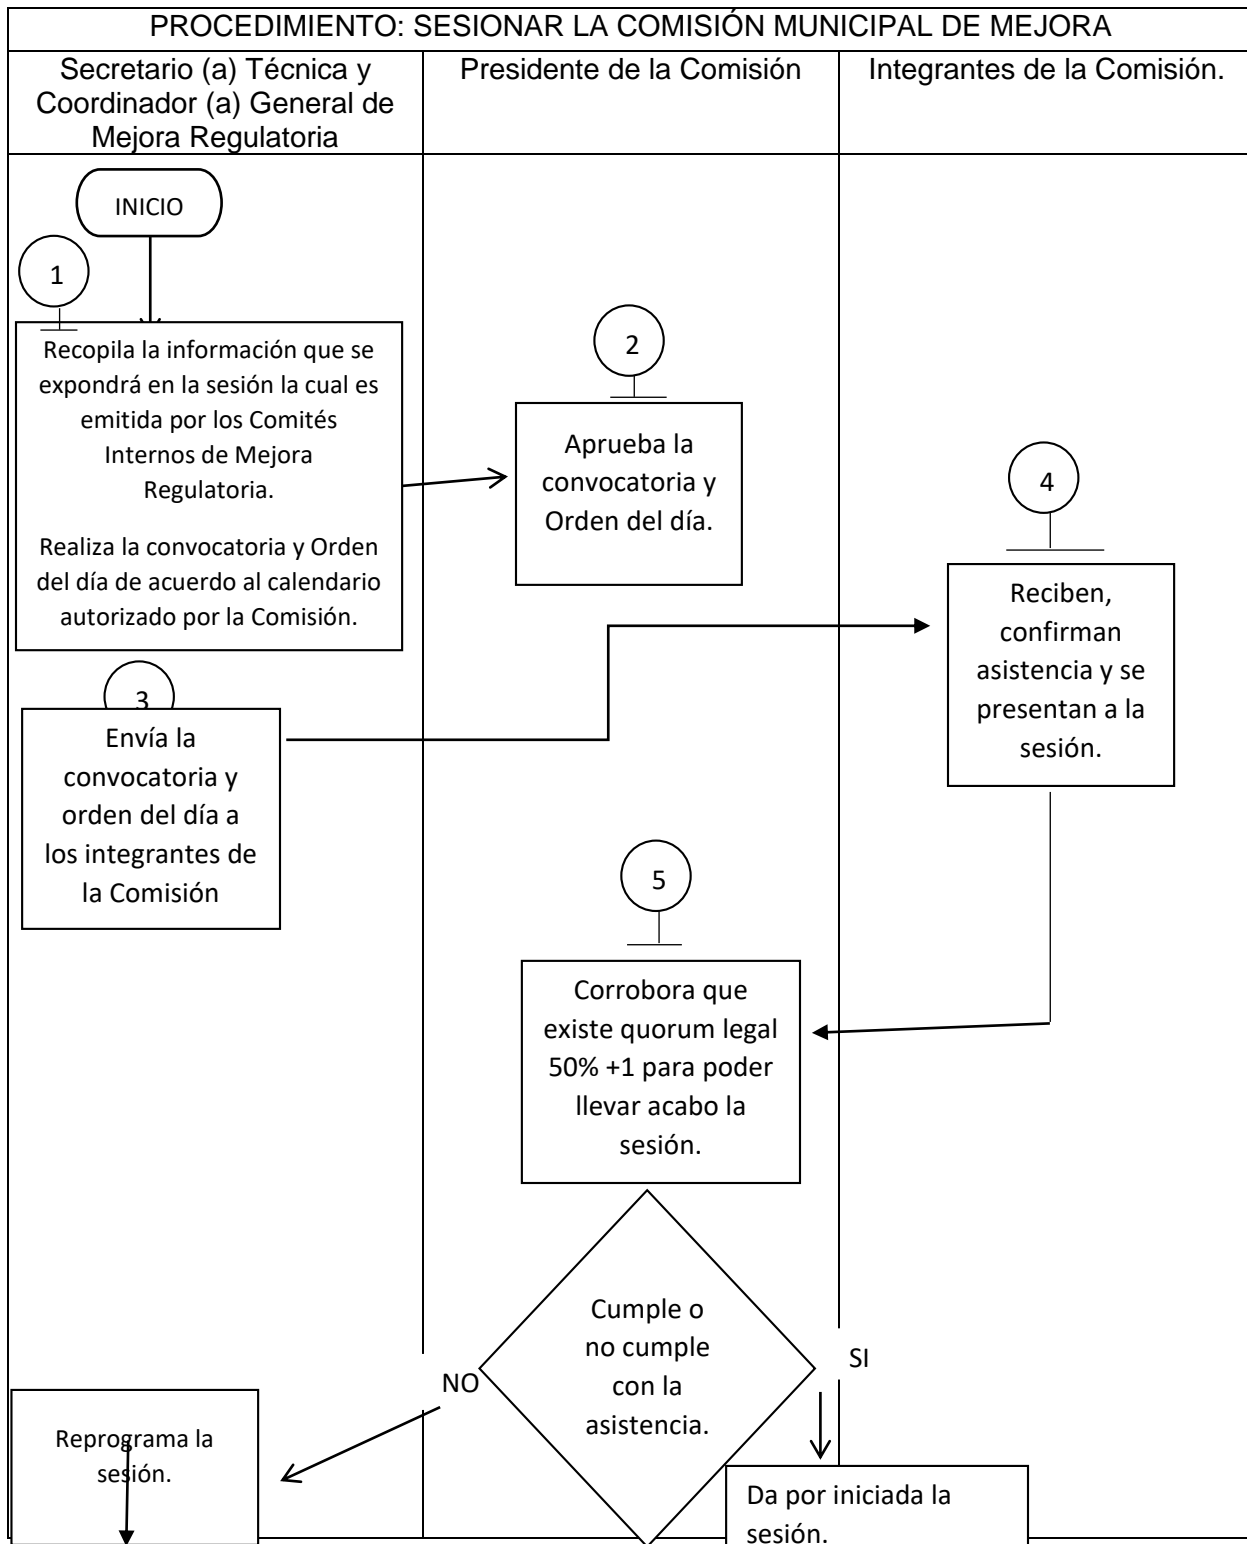 PROCEDIMIENTO: SESIONAR LA COMISIÓN MUNICIPAL DE MEJORA
Secretario (a) Técnica y
Coordinador (a) General de
Mejora Regulatoria
Presidente de la Comisión
Integrantes de la Comisión.
INICIO
1
Recopila la información que se
expondrá en la sesión la cual es
emitida por los Comités
Internos de Mejora
Regulatoria.
Realiza la convocatoria y Orden
del día de acuerdo al calendario
autorizado por la Comisión.
2
Aprueba la
convocatoria y
Orden del día.
3
Envía la
convocatoria y
orden del día a
los integrantes de
la Comisión
4
Reciben,
confirman
asistencia y se
presentan a la
sesión.
5
Corrobora que
existe quorum legal
50% +1 para poder
llevar acabo la
sesión.
Cumple o
no cumple
con la
asistencia.
NO
SI
Reprograma la
sesión.
Da por iniciada la
sesión.